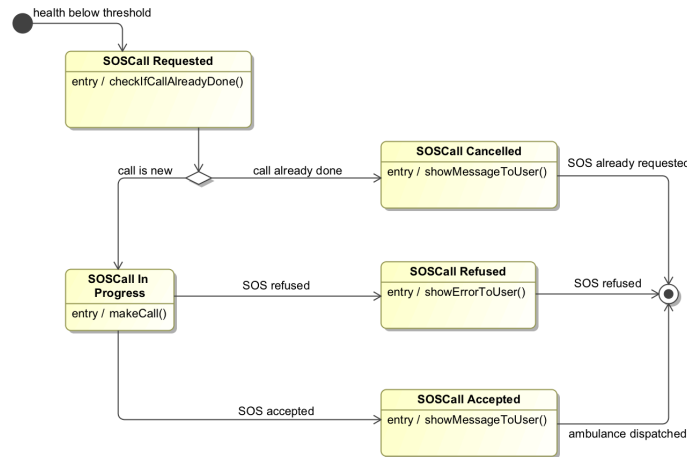 health below threshold
SOSCall Requested
entry / checkIfCallAlreadyDone()
call is new
call already done
SOSCall Cancelled
entry / showMessageToUser()
SOS already requested
SOSCall In
Progress
entry / makeCall()
SOS refused
SOSCall Refused
entry / showErrorToUser()
SOS refused
SOS accepted
SOSCall Accepted
entry / showMessageToUser()
ambulance dispatched